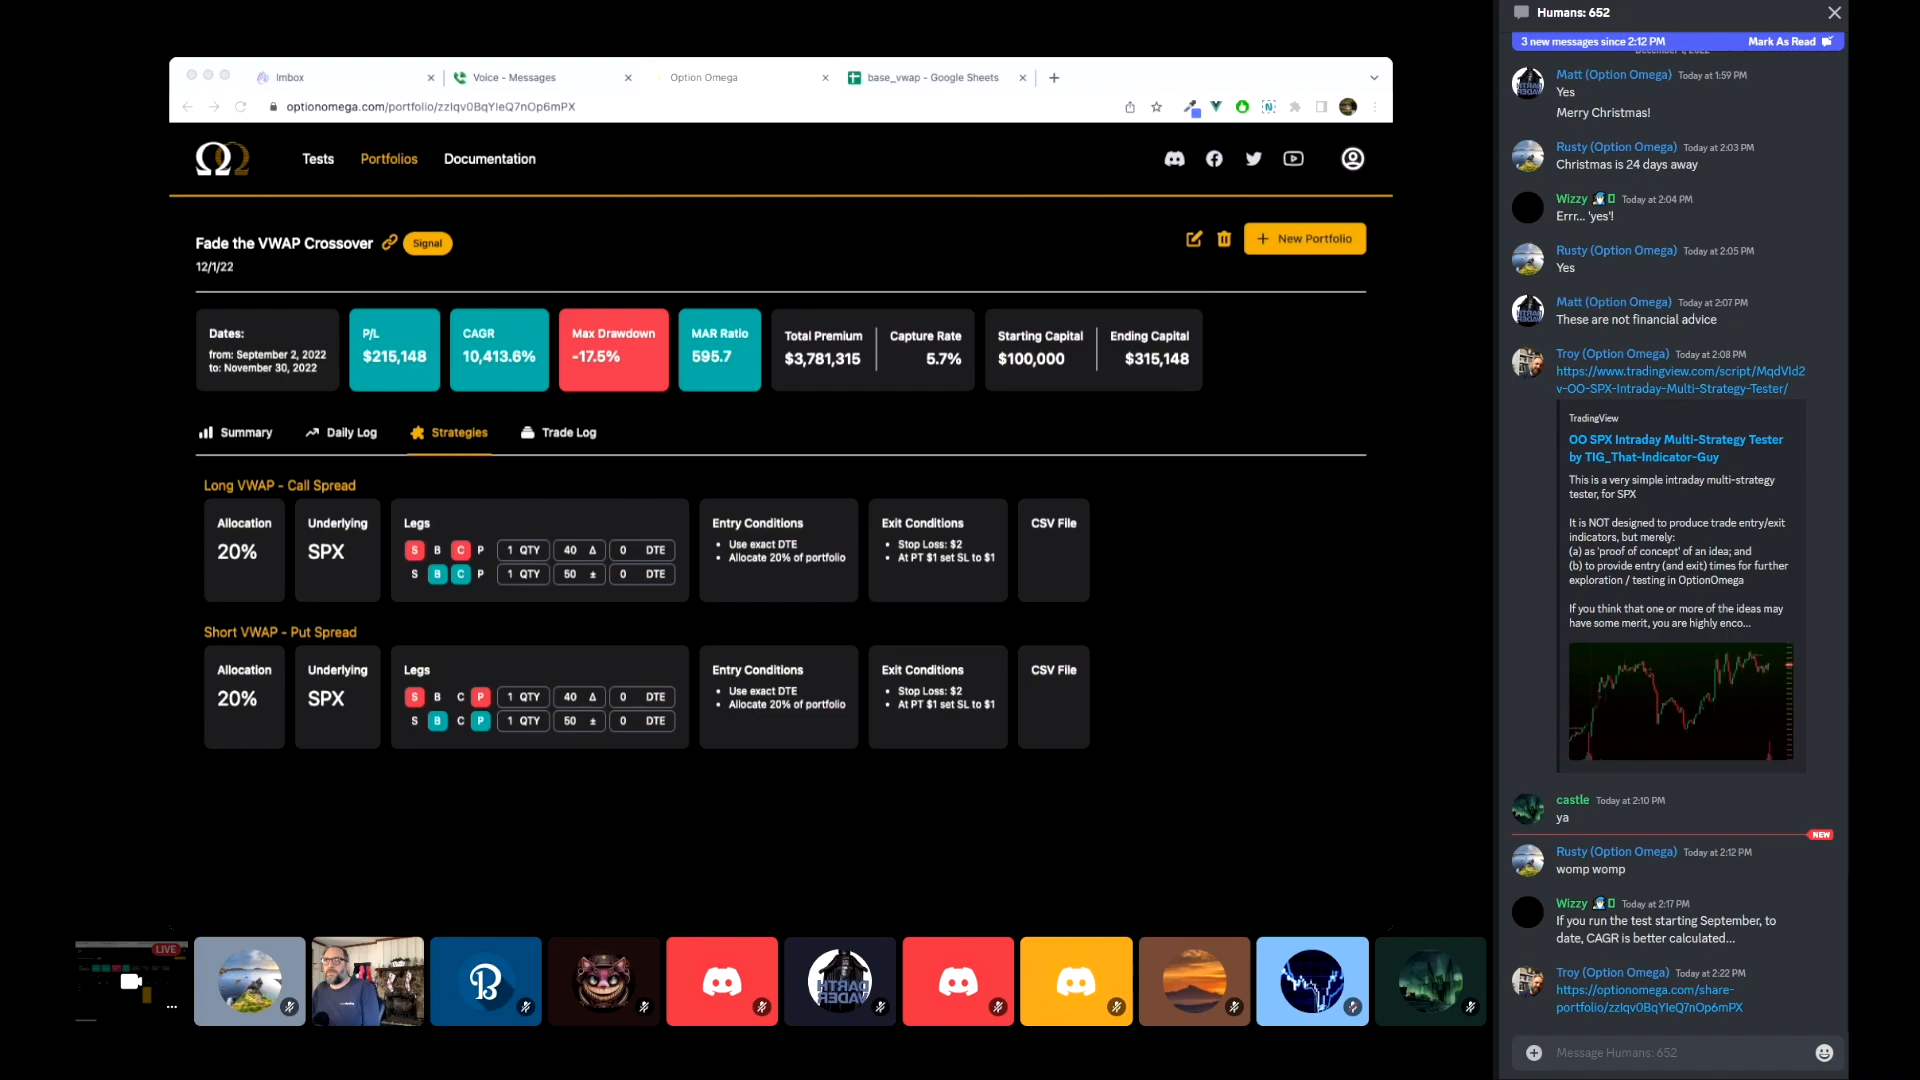 Imbox
Voice - Messages
Option Omega
base_vwap - Google Sheets
optionomega.com/portfolio/zzIqv0BqYIeQ7nOp6mPX
Tests
Portfolios
Documentation
Fade the VWAP Crossover
Signal
12/1/22
+ New Portfolio
Dates:
from: September 2, 2022
to: November 30, 2022
P/L
$215,148
CAGR
10,413.6%
Max Drawdown
-17.5%
MAR Ratio
595.7
Total Premium
$3,781,315
Capture Rate
5.7%
Starting Capital
$100,000
Ending Capital
$315,148
Summary
Daily Log
Strategies
Trade Log
Long VWAP - Call Spread
Allocation
20%
Underlying
SPX
Legs
S B C P 1 QTY 40 Δ 0 DTE
S B C P 1 QTY 50 ± 0 DTE
Entry Conditions
• Use exact DTE
• Allocate 20% of portfolio
Exit Conditions
• Stop Loss: $2
• At PT $1 set SL to $1
CSV File
Short VWAP - Put Spread
Allocation
20%
Underlying
SPX
Legs
S B C P 1 QTY 40 Δ 0 DTE
S B C P 1 QTY 50 ± 0 DTE
Entry Conditions
• Use exact DTE
• Allocate 20% of portfolio
Exit Conditions
• Stop Loss: $2
• At PT $1 set SL to $1
CSV File
LIVE
B
DARTH
VADER
Humans: 652
3 new messages since 2:12 PM
Mark As Read
December 1, 2022
Matt (Option Omega) Today at 1:59 PM
Yes
Merry Christmas!
Rusty (Option Omega) Today at 2:03 PM
Christmas is 24 days away
Wizzy Today at 2:04 PM
Errr... 'yes'!
Rusty (Option Omega) Today at 2:05 PM
Yes
Matt (Option Omega) Today at 2:07 PM
These are not financial advice
Troy (Option Omega) Today at 2:08 PM
https://www.tradingview.com/script/MqdVId2
v-OO-SPX-Intraday-Multi-Strategy-Tester/
TradingView
OO SPX Intraday Multi-Strategy Tester
by TIG_That-Indicator-Guy
This is a very simple intraday multi-strategy
tester, for SPX
It is NOT designed to produce trade entry/exit
indicators, but merely:
(a) as 'proof of concept' of an idea; and
(b) to provide entry (and exit) times for further
exploration / testing in OptionOmega
If you think that one or more of the ideas may
have some merit, you are highly enco...
castle Today at 2:10 PM
ya
NEW
Rusty (Option Omega) Today at 2:12 PM
womp womp
Wizzy Today at 2:17 PM
If you run the test starting September, to
date, CAGR is better calculated...
Troy (Option Omega) Today at 2:22 PM
https://optionomega.com/share-
portfolio/zzIqv0BqYIeQ7nOp6mPX
Message Humans: 652